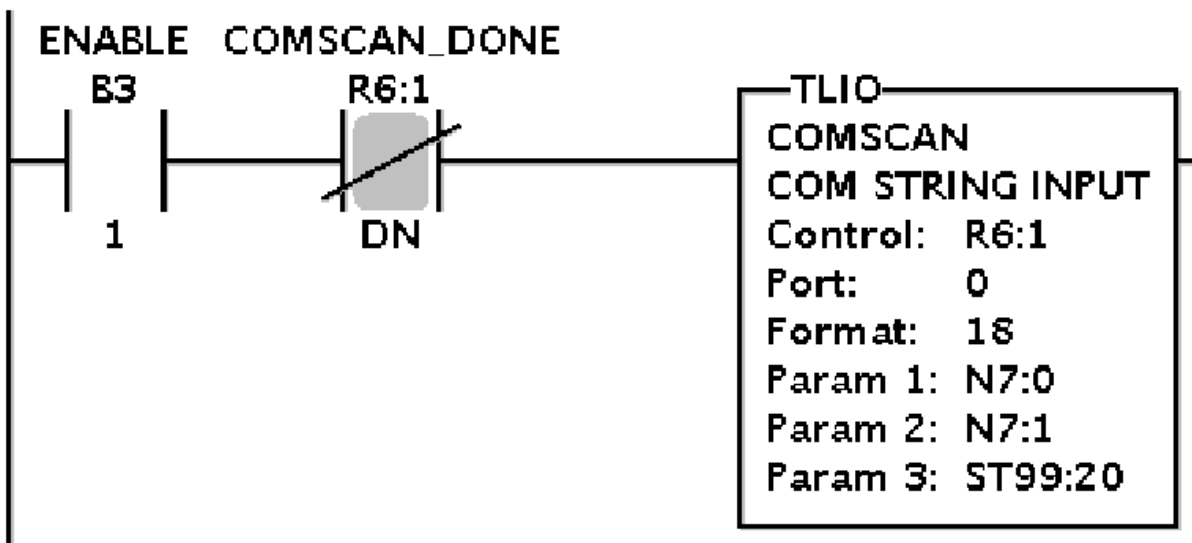 ENABLE COMSCAN_DONE
B3 R6:1
1 DN
TLIO
COMSCAN
COM STRING INPUT
Control: R6:1
Port: 0
Format: 18
Param 1: N7:0
Param 2: N7:1
Param 3: ST99:20